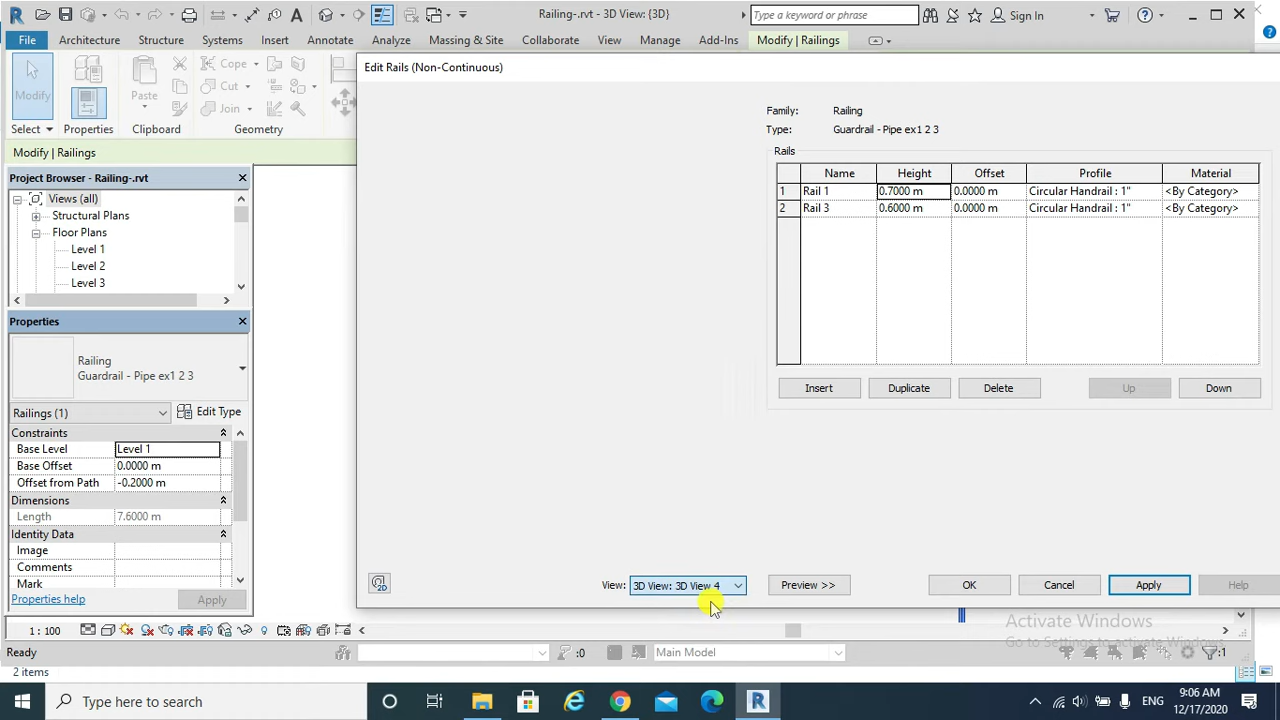 Railing-.rvt - 3D View: {3D}
Type a keyword or phrase
Sign In
File Architecture Structure Systems Insert Annotate Analyze Massing & Site Collaborate View Manage Add-Ins Modify | Railings
Modify
Paste
Cope
Cut
Join
Select Properties Clipboard Geometry
Modify | Railings
Project Browser - Railing-.rvt
Views (all)
Structural Plans
Floor Plans
Level 1
Level 2
Level 3
Properties
Railing
Guardrail - Pipe ex1 2 3
Railings (1) Edit Type
Constraints
Base Level Level 1
Base Offset 0.0000 m
Offset from Path -0.2000 m
Dimensions
Length 7.6000 m
Identity Data
Image
Comments
Mark
Properties help Apply
Edit Rails (Non-Continuous)
Family: Railing
Type: Guardrail - Pipe ex1 2 3
Rails
Name Height Offset Profile Material
1 Rail 1 0.7000 m 0.0000 m Circular Handrail : 1" <By Category>
2 Rail 3 0.6000 m 0.0000 m Circular Handrail : 1" <By Category>
Insert Duplicate Delete Up Down
View: 3D View: 3D View 4 Preview >> OK Cancel Apply Help
Activate Windows
Go to Settings to activate Windows.
1 : 100
Ready :0 Main Model :1
2 items
Type here to search
ENG
9:06 AM
12/17/2020